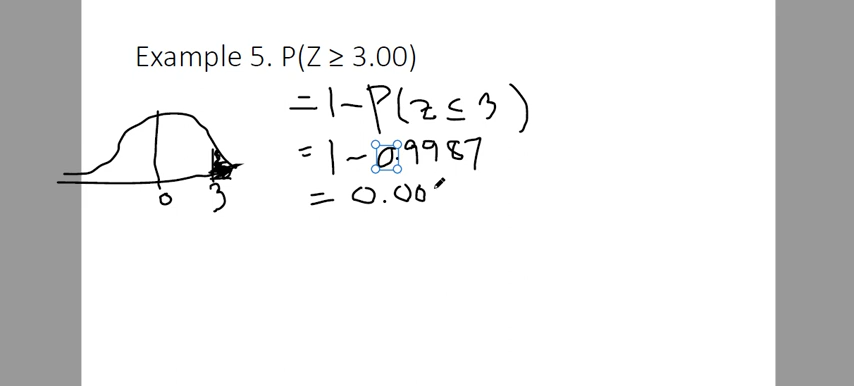 Example 5. P(Z ≥ 3.00)
= 1 - P(Z ≤ 3)
= 1 - 0.9987
= 0.00
0
3